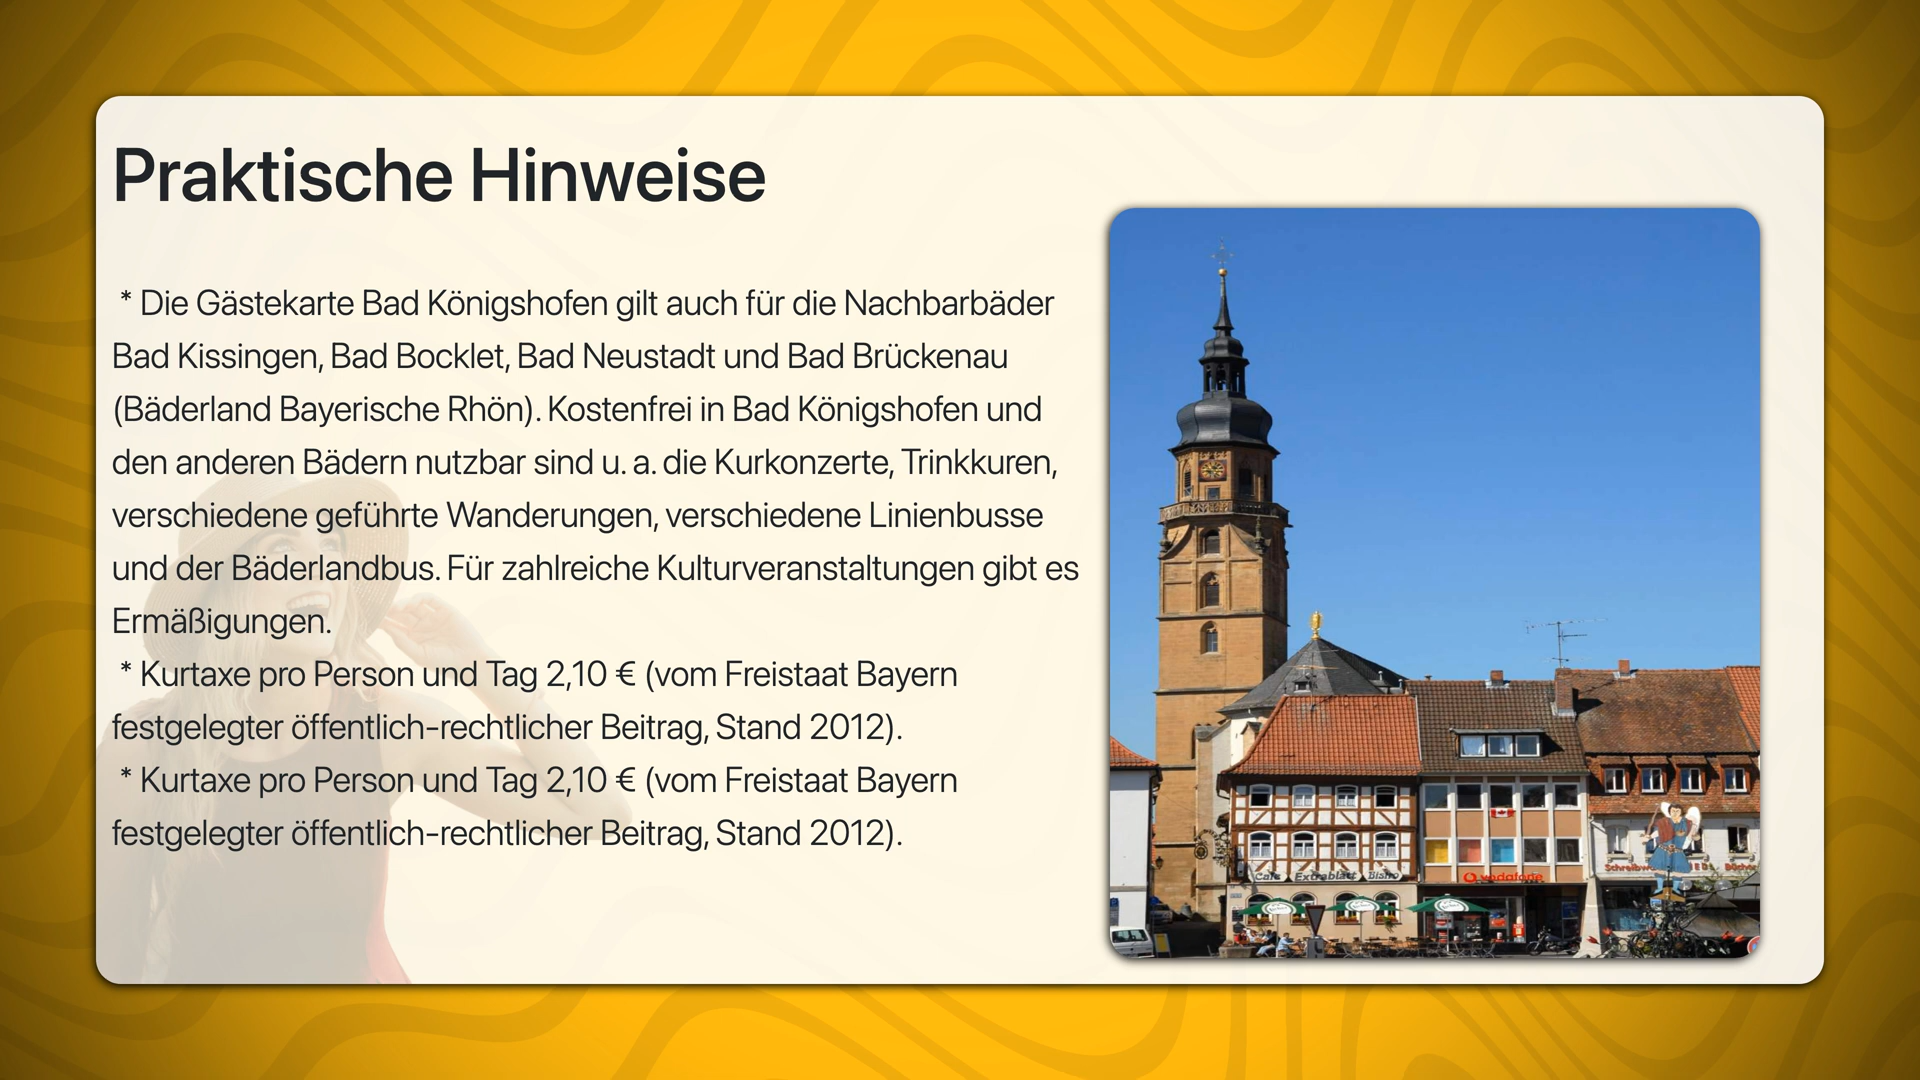 Praktische Hinweise
* Die Gästekarte Bad Königshofen gilt auch für die Nachbarbäder
Bad Kissingen, Bad Bocklet, Bad Neustadt und Bad Brückenau
(Bäderland Bayerische Rhön). Kostenfrei in Bad Königshofen und
den anderen Bädern nutzbar sind u. a. die Kurkonzerte, Trinkkuren,
verschiedene geführte Wanderungen, verschiedene Linienbusse
und der Bäderlandbus. Für zahlreiche Kulturveranstaltungen gibt es
Ermäßigungen.
* Kurtaxe pro Person und Tag 2,10 € (vom Freistaat Bayern
festgelegter öffentlich-rechtlicher Beitrag, Stand 2012).
* Kurtaxe pro Person und Tag 2,10 € (vom Freistaat Bayern
festgelegter öffentlich-rechtlicher Beitrag, Stand 2012).
Cafe Extrablatt Bistro
vodafone